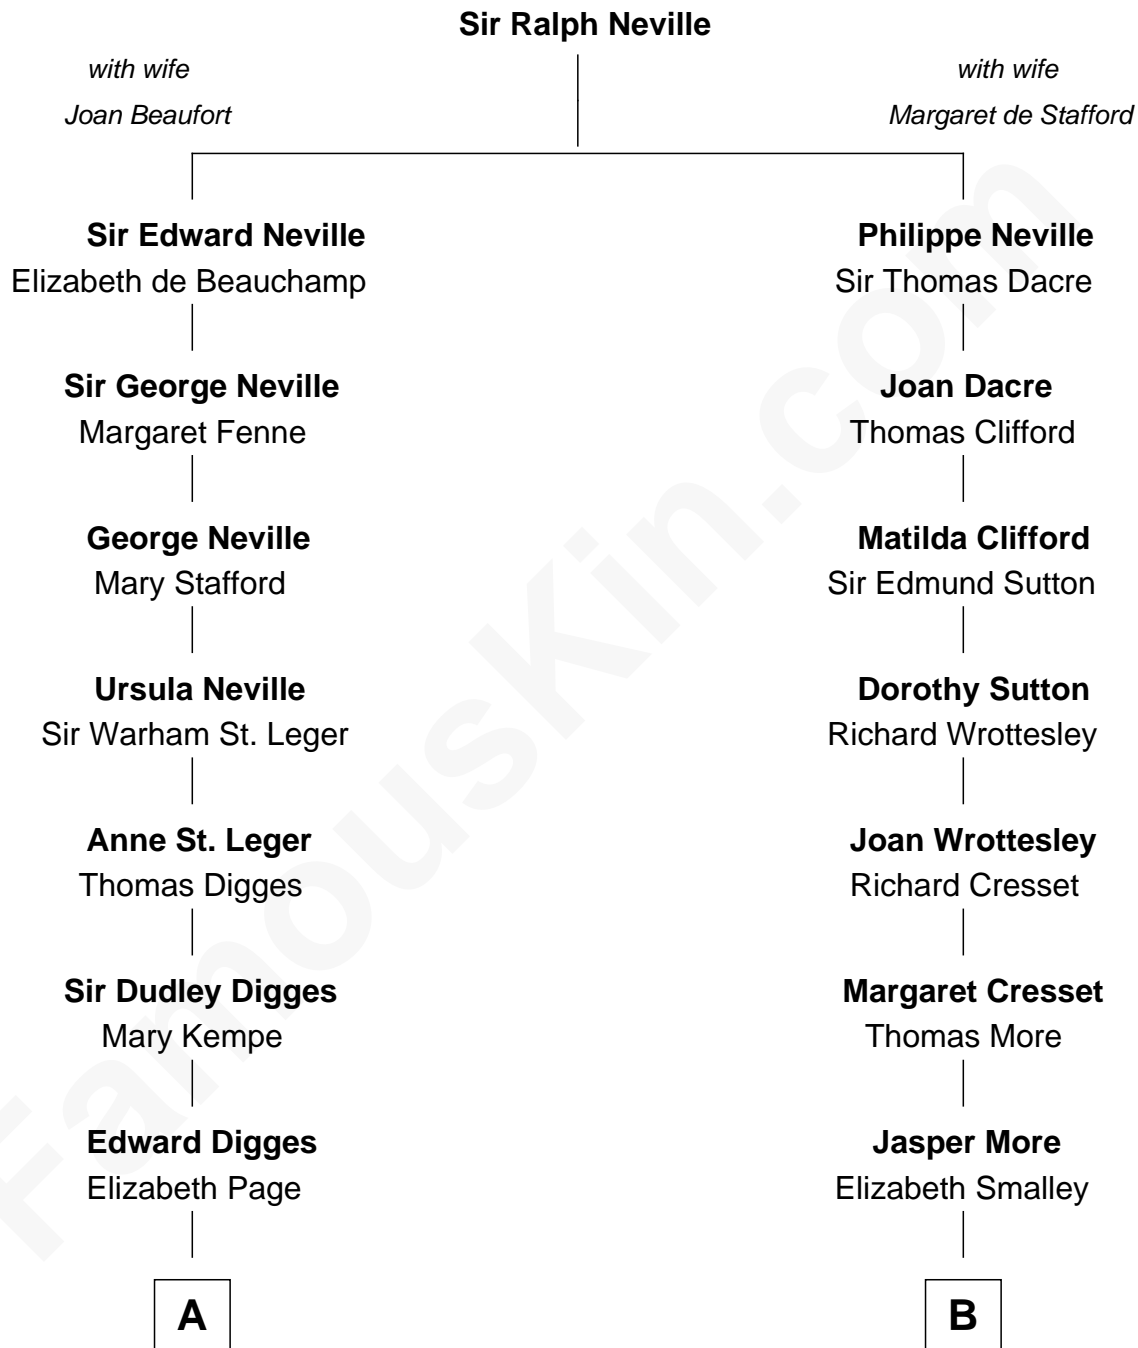 Sir Ralph Neville
with wife
Joan Beaufort
with wife
Margaret de Stafford
Sir Edward Neville
Elizabeth de Beauchamp
Sir George Neville
Margaret Fenne
George Neville
Mary Stafford
Ursula Neville
Sir Warham St. Leger
Anne St. Leger
Thomas Digges
Sir Dudley Digges
Mary Kempe
Edward Digges
Elizabeth Page
A
Philippe Neville
Sir Thomas Dacre
Joan Dacre
Thomas Clifford
Matilda Clifford
Sir Edmund Sutton
Dorothy Sutton
Richard Wrottesley
Joan Wrottesley
Richard Cresset
Margaret Cresset
Thomas More
Jasper More
Elizabeth Smalley
B
FamousKin.com